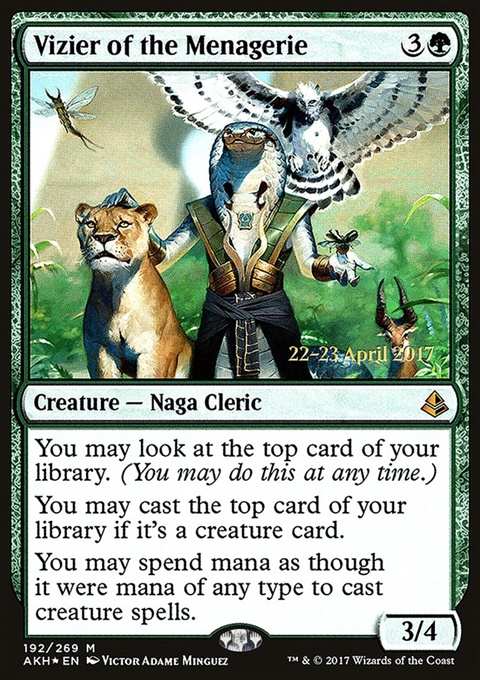 Vizier of the Menagerie 3
22–23 April 2017
Creature — Naga Cleric
You may look at the top card of your
library. (You may do this at any time.)
You may cast the top card of your
library if it's a creature card.
You may spend mana as though
it were mana of any type to cast
creature spells.
3/4
192/269 M
AKH★EN Victor Adame Minguez
™ & © 2017 Wizards of the Coast